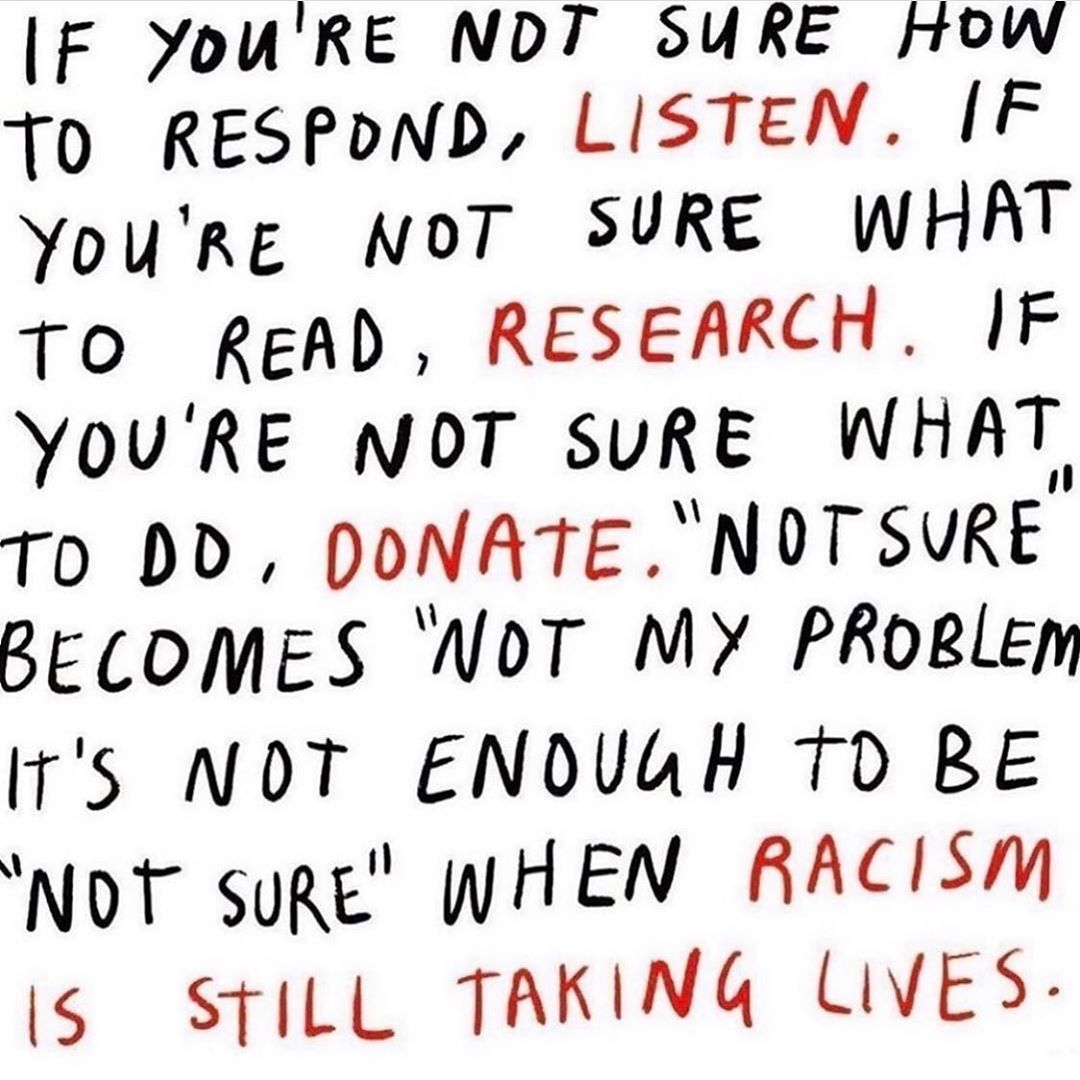 IF YOU'RE NOT SURE HOW
TO RESPOND, LISTEN. IF
YOU'RE NOT SURE WHAT
TO READ, RESEARCH. IF
YOU'RE NOT SURE WHAT
TO DO, DONATE. "NOT SURE"
BECOMES "NOT MY PROBLEM
IT'S NOT ENOUGH TO BE
"NOT SURE" WHEN RACISM
IS STILL TAKING LIVES.